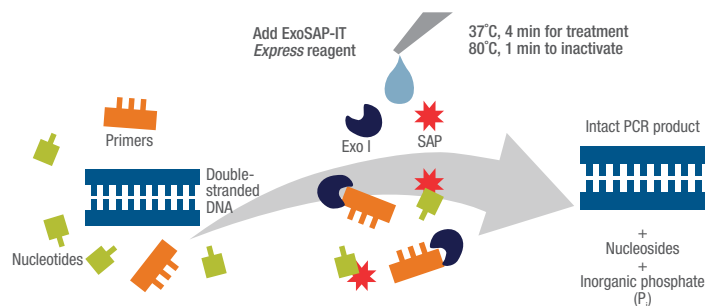 Add ExoSAP-IT
Express reagent
37°C, 4 min for treatment
80°C, 1 min to inactivate
Primers
Exo I
SAP
Intact PCR product
Double-
stranded
DNA
Nucleotides
+
Nucleosides
+
Inorganic phosphate
(Pi)